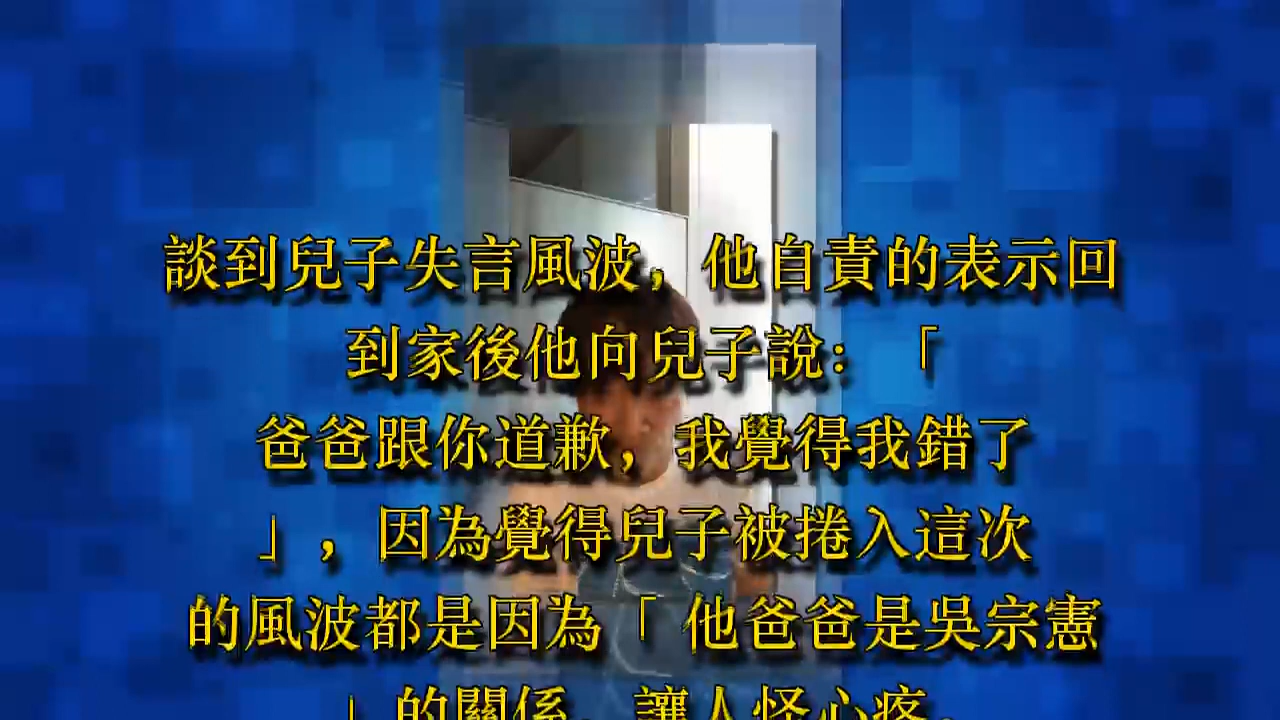 談到兒子失言風波，他自責的表示回
到家後他向兒子說：「
爸爸跟你道歉，我覺得我錯了
」，因為覺得兒子被捲入這次
的風波都是因為「 他爸爸是吳宗憲
」的關係，讓人怪心疼。